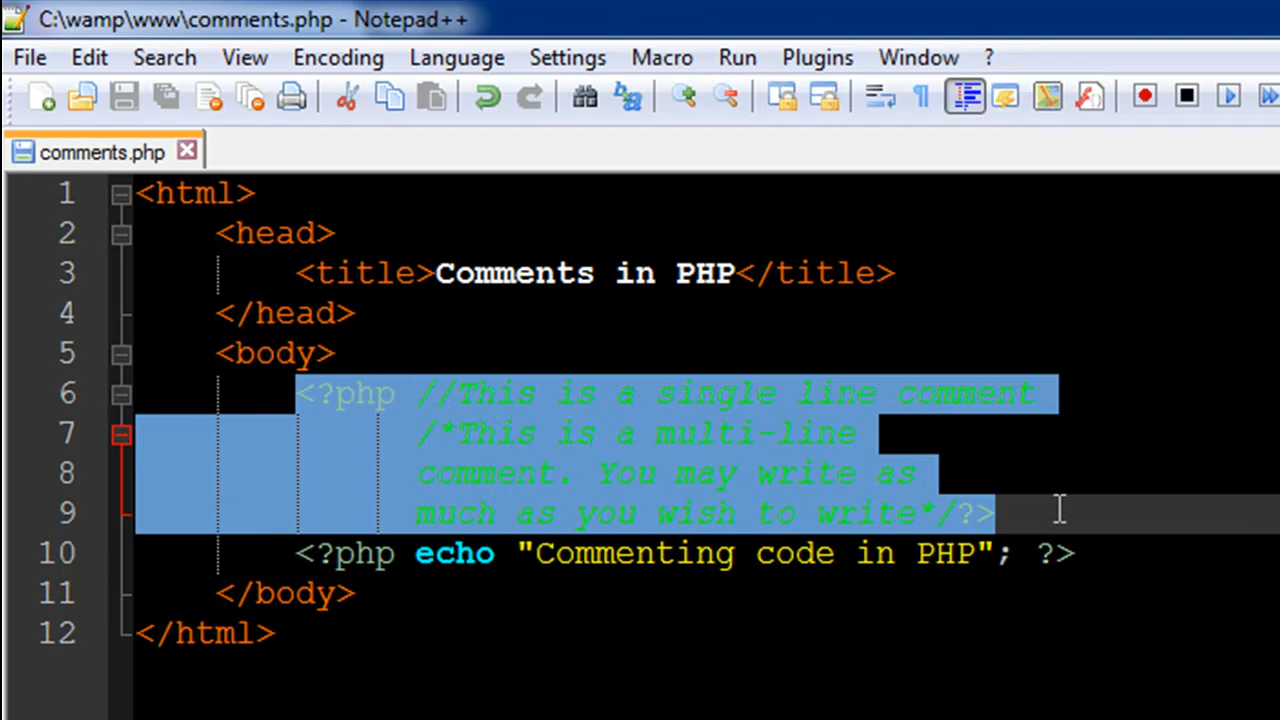 C:\wamp\www\comments.php - Notepad++
File Edit Search View Encoding Language Settings Macro Run Plugins Window ?
comments.php
1 <html>
2 <head>
3 <title>Comments in PHP</title>
4 </head>
5 <body>
6 <?php //This is a single line comment
7 /*This is a multi-line
8 comment. You may write as
9 much as you wish to write*/?>
10 <?php echo "Commenting code in PHP"; ?>
11 </body>
12 </html>